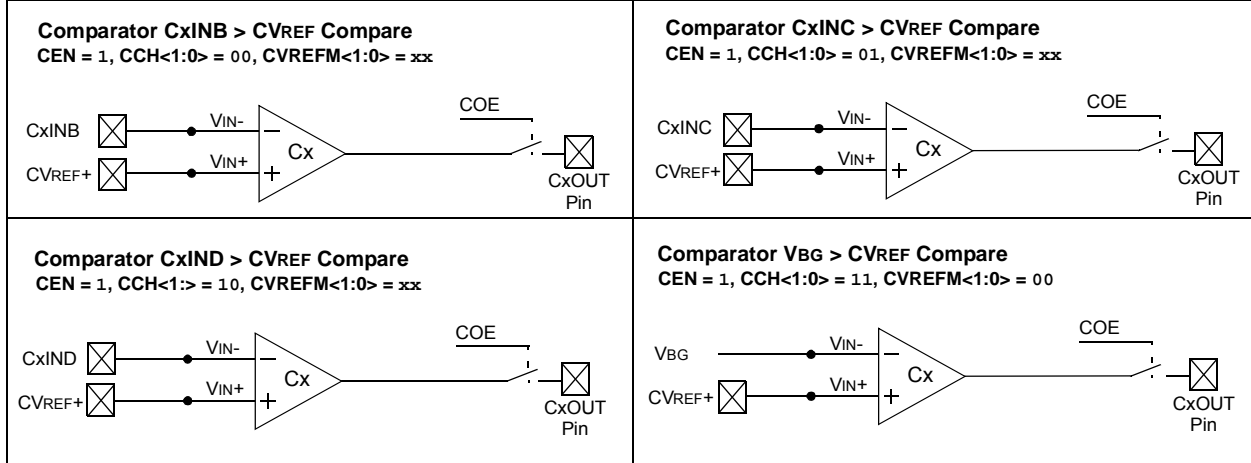 Comparator CxINB > CVREF Compare
CEN = 1, CCH<1:0> = 00, CVREFM<1:0> = xx
COE
CxINB
VIN-
–
Cx
CVREF+
VIN+
+
CxOUT
Pin
Comparator CxINC > CVREF Compare
CEN = 1, CCH<1:0> = 01, CVREFM<1:0> = xx
COE
CxINC
VIN-
–
Cx
CVREF+
VIN+
+
CxOUT
Pin
Comparator CxIND > CVREF Compare
CEN = 1, CCH<1:> = 10, CVREFM<1:0> = xx
COE
CxIND
VIN-
–
Cx
CVREF+
VIN+
+
CxOUT
Pin
Comparator VBG > CVREF Compare
CEN = 1, CCH<1:0> = 11, CVREFM<1:0> = 00
COE
VBG
VIN-
–
Cx
CVREF+
VIN+
+
CxOUT
Pin